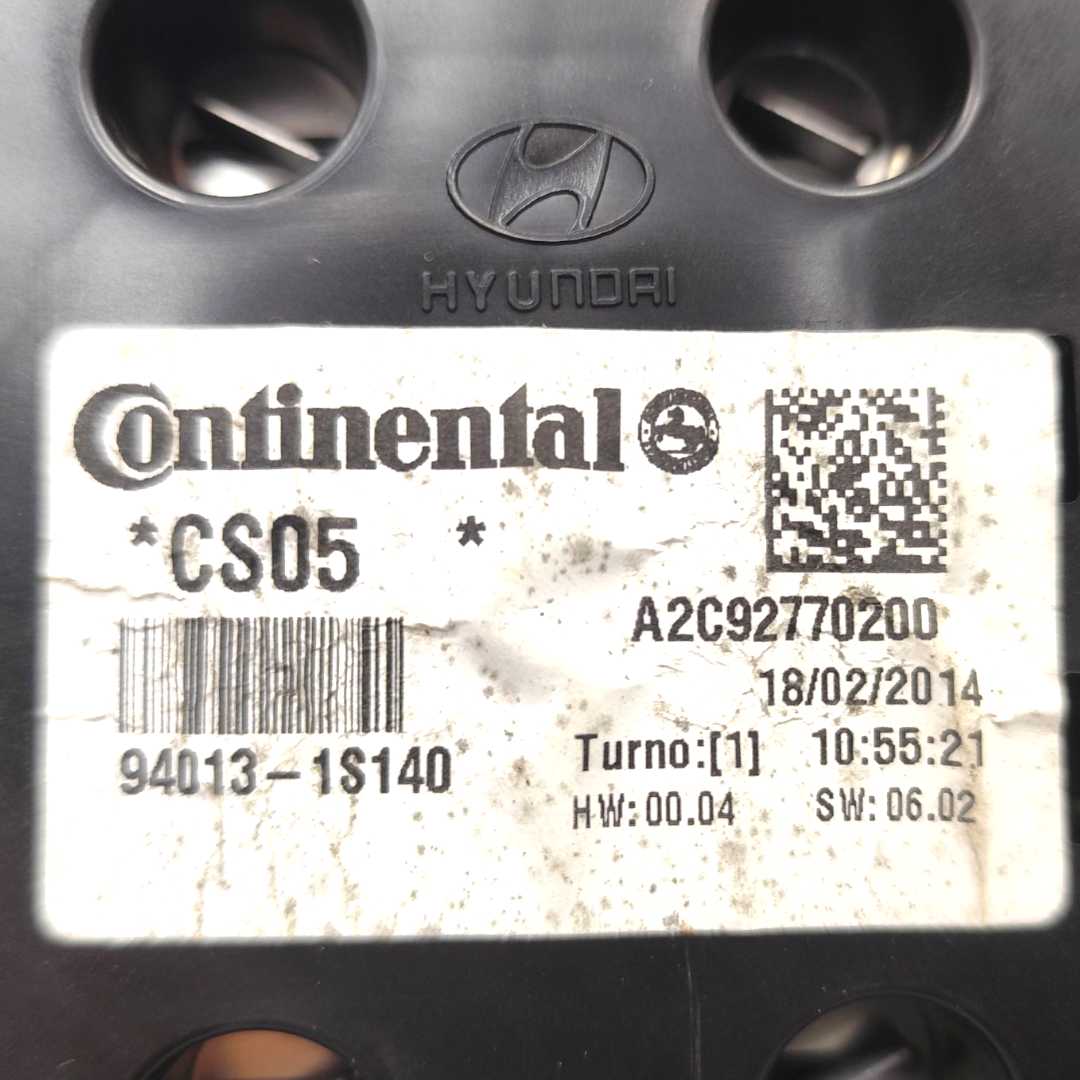 HYUNDAI
Continental
*CS05 *
A2C92770200
18/02/2014
94013-1S140
Turno:[1] 10:55:21
HW:00.04 SW:06.02